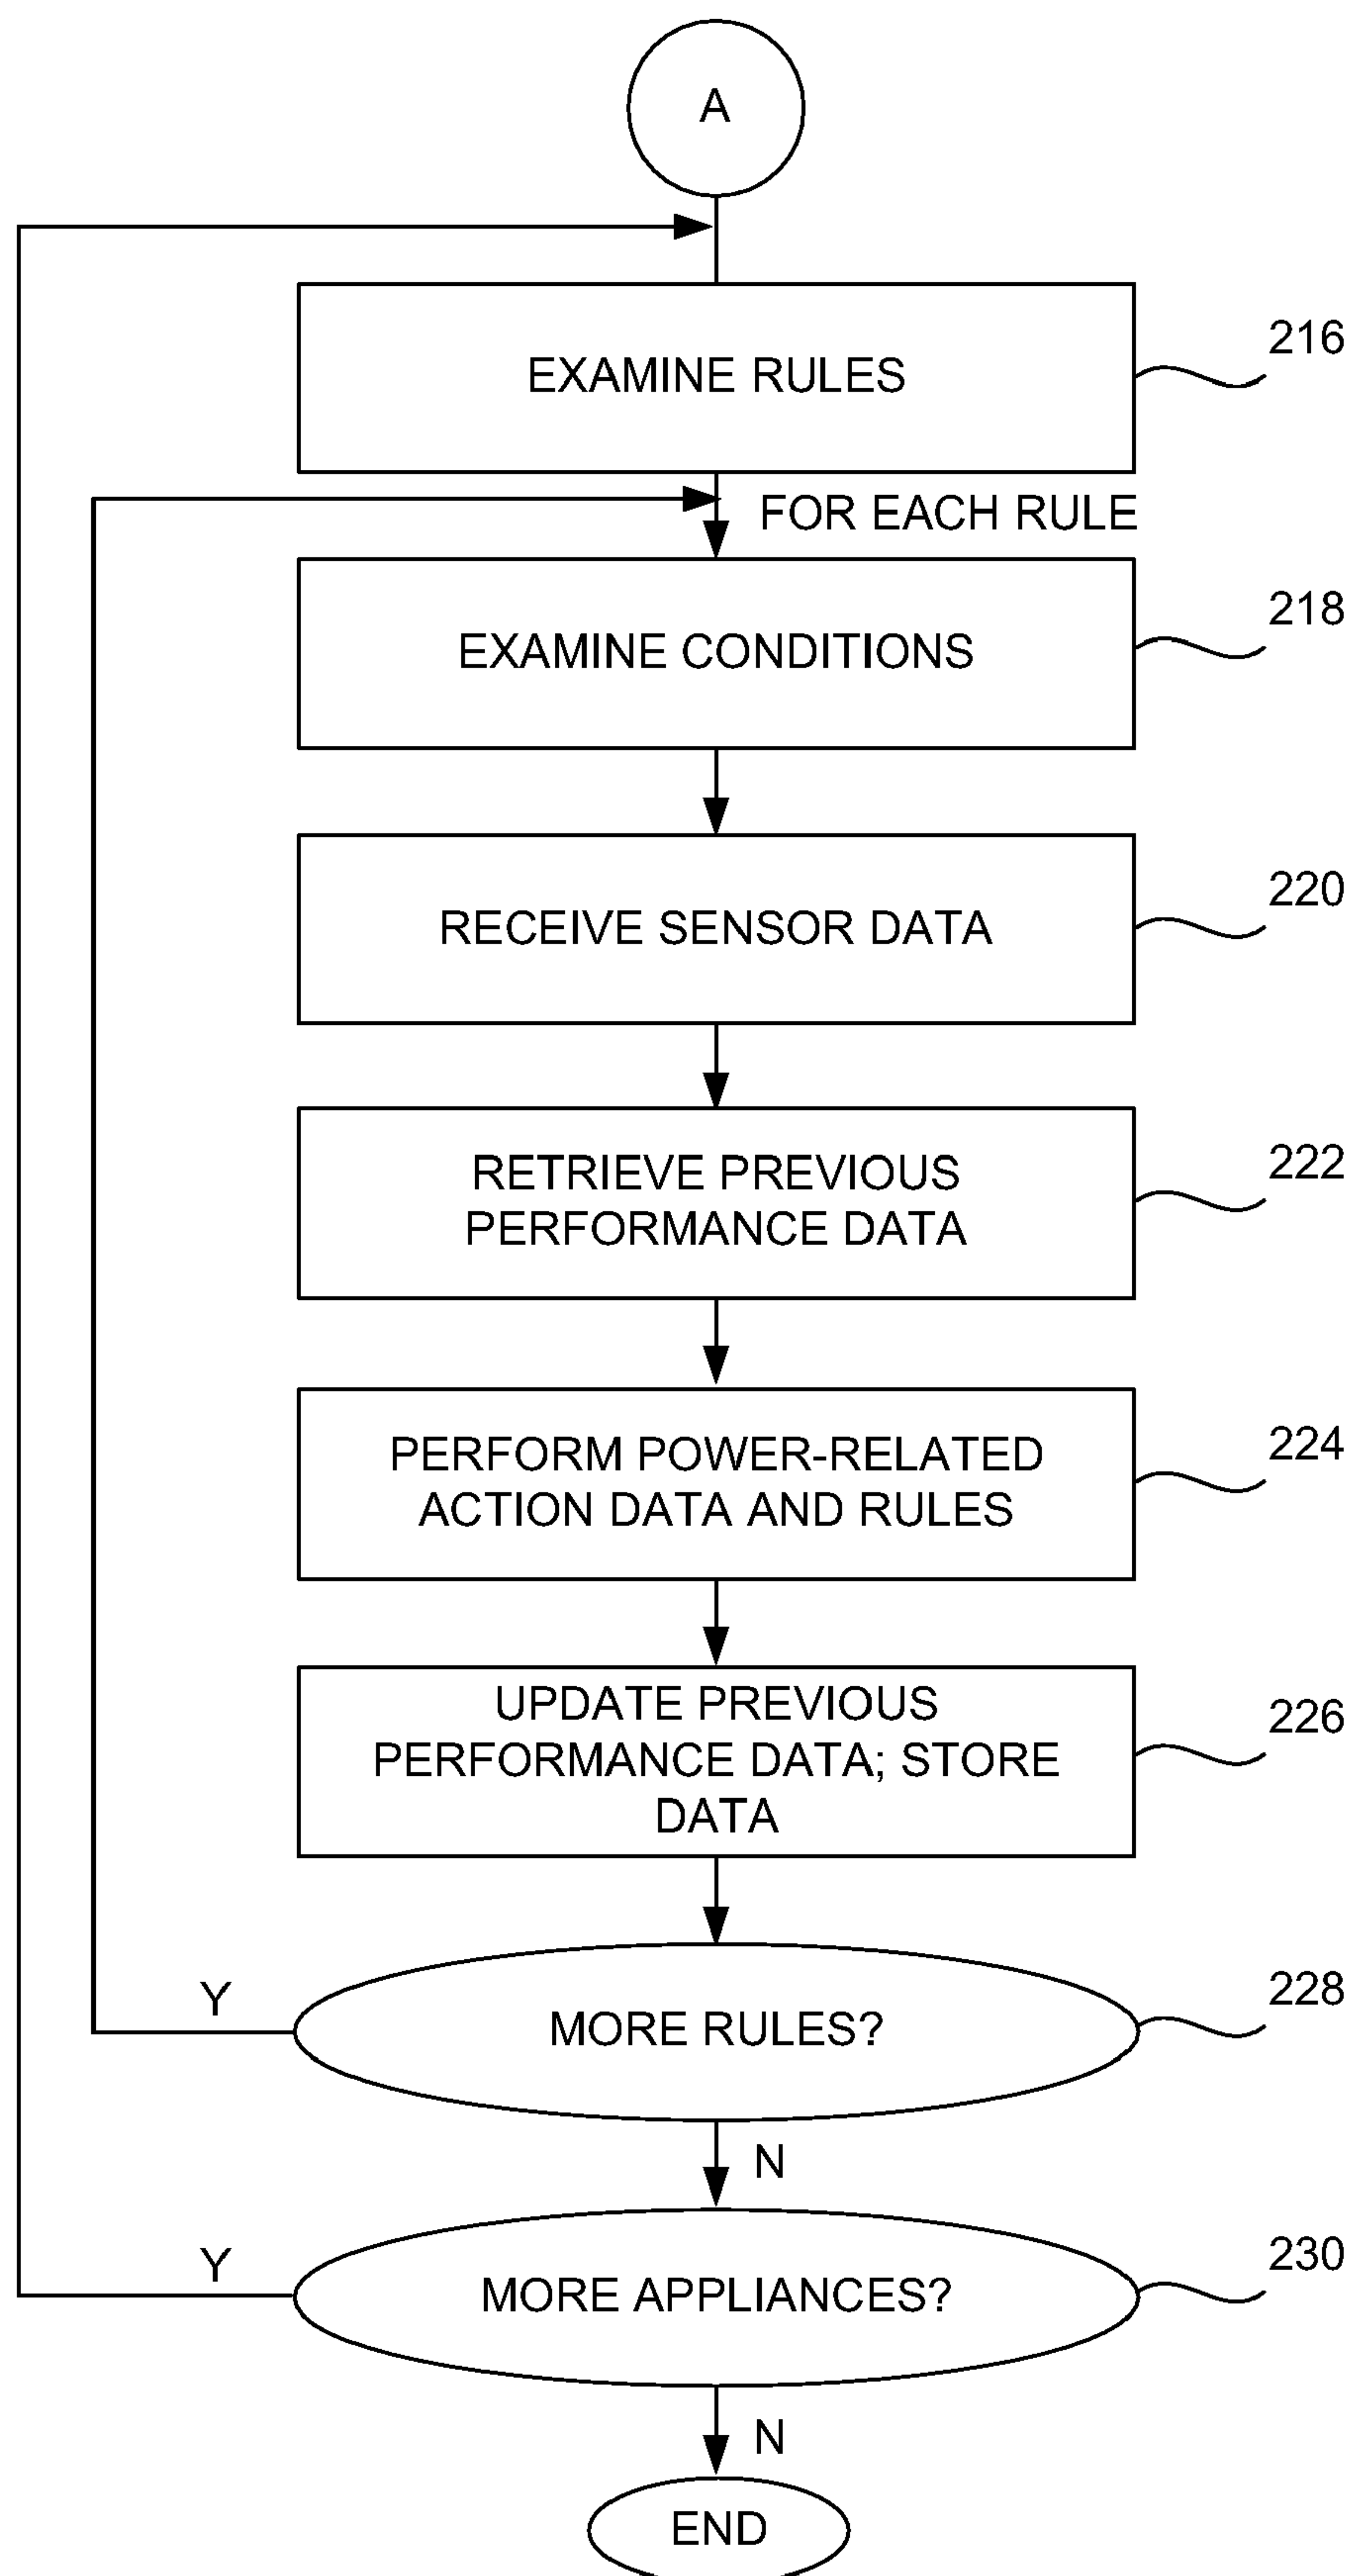 A
EXAMINE RULES
216
FOR EACH RULE
EXAMINE CONDITIONS
218
RECEIVE SENSOR DATA
220
RETRIEVE PREVIOUS
PERFORMANCE DATA
222
PERFORM POWER-RELATED
ACTION DATA AND RULES
224
UPDATE PREVIOUS
PERFORMANCE DATA; STORE
DATA
226
Y
MORE RULES?
228
N
Y
MORE APPLIANCES?
230
N
END